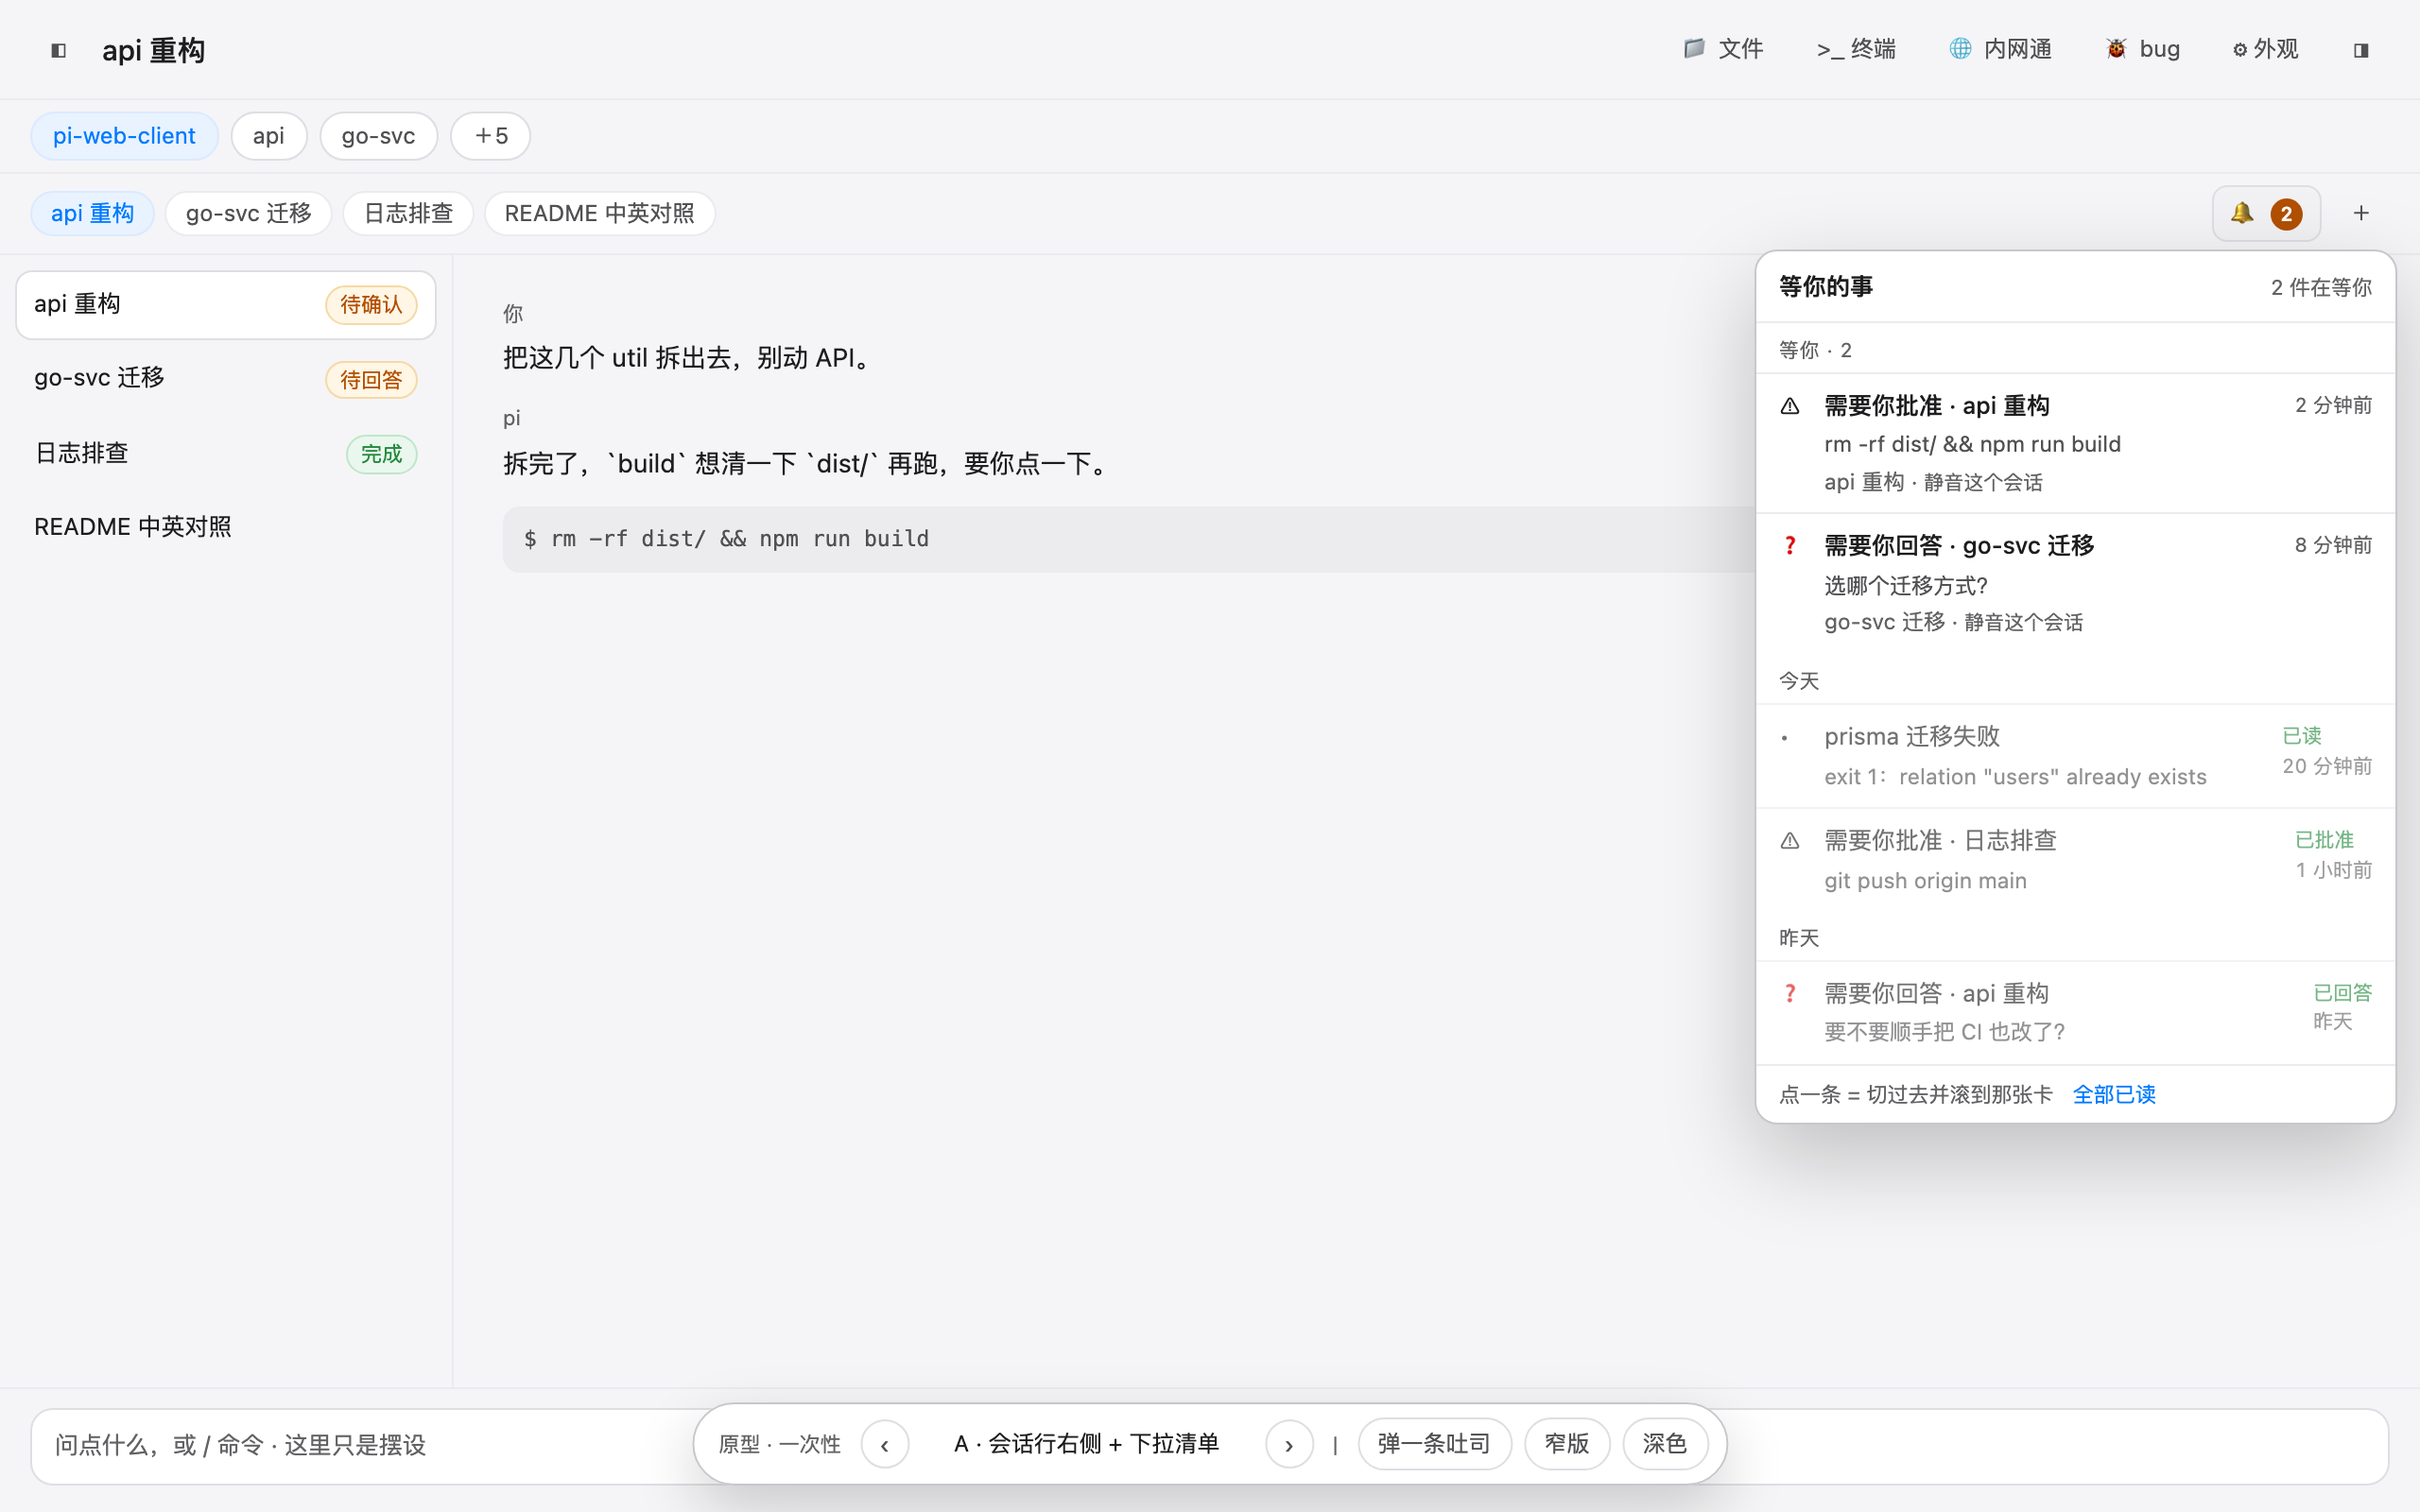 api 重构
文件
>_ 终端
内网通
bug
外观
pi-web-client
api
go-svc
+5
api 重构
go-svc 迁移
日志排查
README 中英对照
2
+
api 重构
待确认
go-svc 迁移
待回答
日志排查
完成
README 中英对照
你
把这几个 util 拆出去，别动 API。
pi
拆完了，`build` 想清一下 `dist/` 再跑，要你点一下。
$ rm -rf dist/ && npm run build
等你的事
2 件在等你
等你 · 2
需要你批准 · api 重构
2 分钟前
rm -rf dist/ && npm run build
api 重构 · 静音这个会话
需要你回答 · go-svc 迁移
8 分钟前
选哪个迁移方式？
go-svc 迁移 · 静音这个会话
今天
prisma 迁移失败
已读
exit 1：relation "users" already exists
20 分钟前
需要你批准 · 日志排查
已批准
git push origin main
1 小时前
昨天
需要你回答 · api 重构
已回答
要不要顺手把 CI 也改了？
昨天
点一条 = 切过去并滚到那张卡
全部已读
问点什么，或 / 命令 · 这里只是摆设
原型 · 一次性
‹
A · 会话行右侧 + 下拉清单
›
|
弹一条吐司
窄版
深色